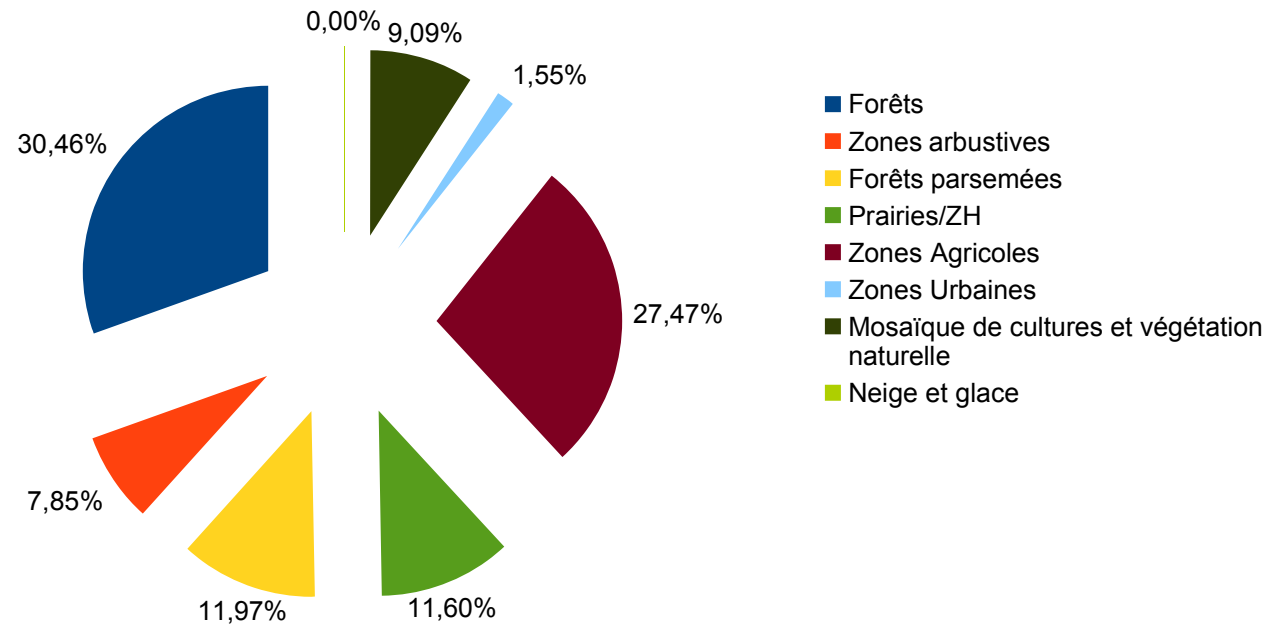 0,00%
9,09%
1,55%
30,46%
27,47%
7,85%
11,97%
11,60%
Forêts
Zones arbustives
Forêts parsemées
Prairies/ZH
Zones Agricoles
Zones Urbaines
Mosaïque de cultures et végétation
naturelle
Neige et glace